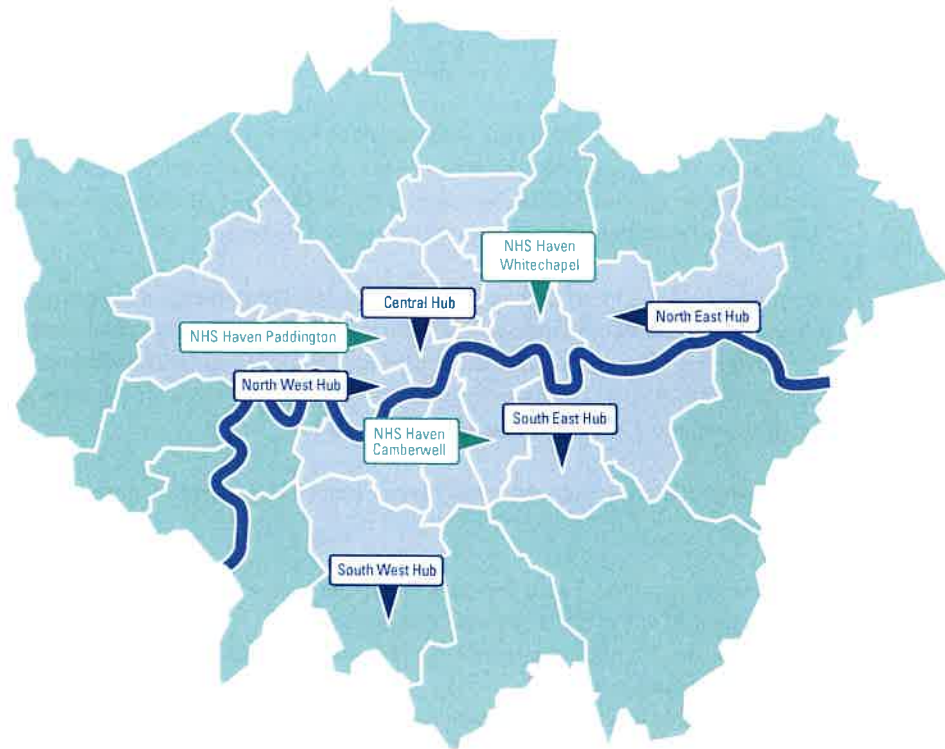 NHS Haven
Whitechapel
Central Hub
North East Hub
NHS Haven Paddington
North West Hub
South East Hub
NHS Haven
Camberwell
South West Hub